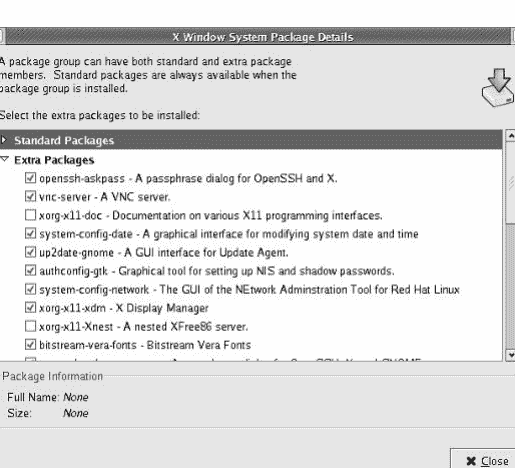 X Window System Package Details
A package group can have both standard and extra package
members. Standard packages are always available when the
package group is installed.
Select the extra packages to be installed:
Standard Packages
Extra Packages
openssh-askpass - A passphrase dialog for OpenSSH and X.
vnc-server - A VNC server.
xorg-x11-doc - Documentation on various X11 programming interfaces.
system-config-date - A graphical interface for modifying system date and time
up2date-gnome - A GUI interface for Update Agent.
authconfig-gtk - Graphical tool for setting up NIS and shadow passwords.
system-config-network - The GUI of the NEtwork Adminstration Tool for Red Hat Linux
xorg-x11-xdm - X Display Manager
xorg-x11-Xnest - A nested XFree86 server.
bitstream-vera-fonts - Bitstream Vera Fonts
Package Information
Full Name: None
Size: None
Close